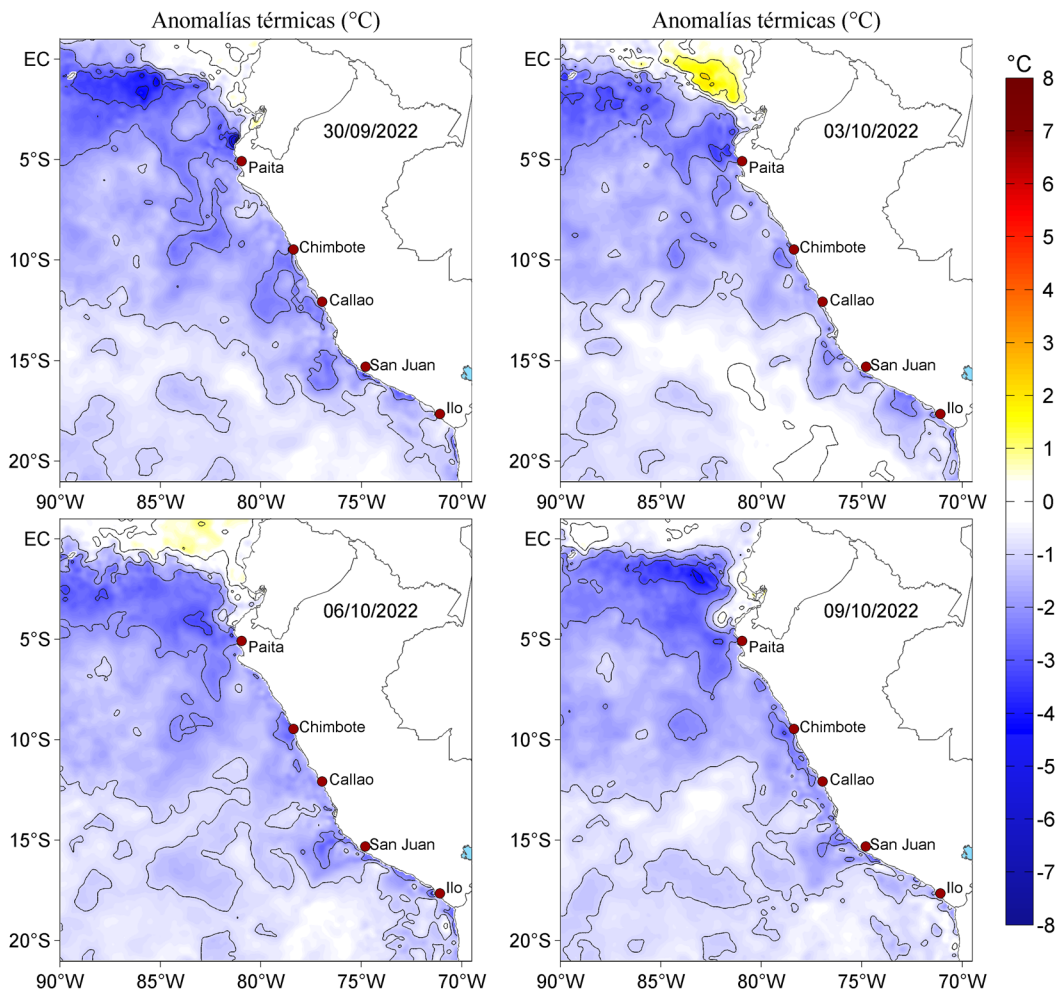 Anomalías térmicas (°C)
Anomalías térmicas (°C)
EC
5°S
10°S
15°S
20°S
90°W
85°W
80°W
75°W
70°W
30/09/2022
Paita
Chimbote
Callao
San Juan
Ilo
EC
5°S
10°S
15°S
20°S
90°W
85°W
80°W
75°W
70°W
03/10/2022
Paita
Chimbote
Callao
San Juan
Ilo
°C
8
7
6
5
4
3
2
1
0
-1
-2
-3
-4
-5
-6
-7
-8
EC
5°S
10°S
15°S
20°S
90°W
85°W
80°W
75°W
70°W
06/10/2022
Paita
Chimbote
Callao
San Juan
Ilo
EC
5°S
10°S
15°S
20°S
90°W
85°W
80°W
75°W
70°W
09/10/2022
Paita
Chimbote
Callao
San Juan
Ilo